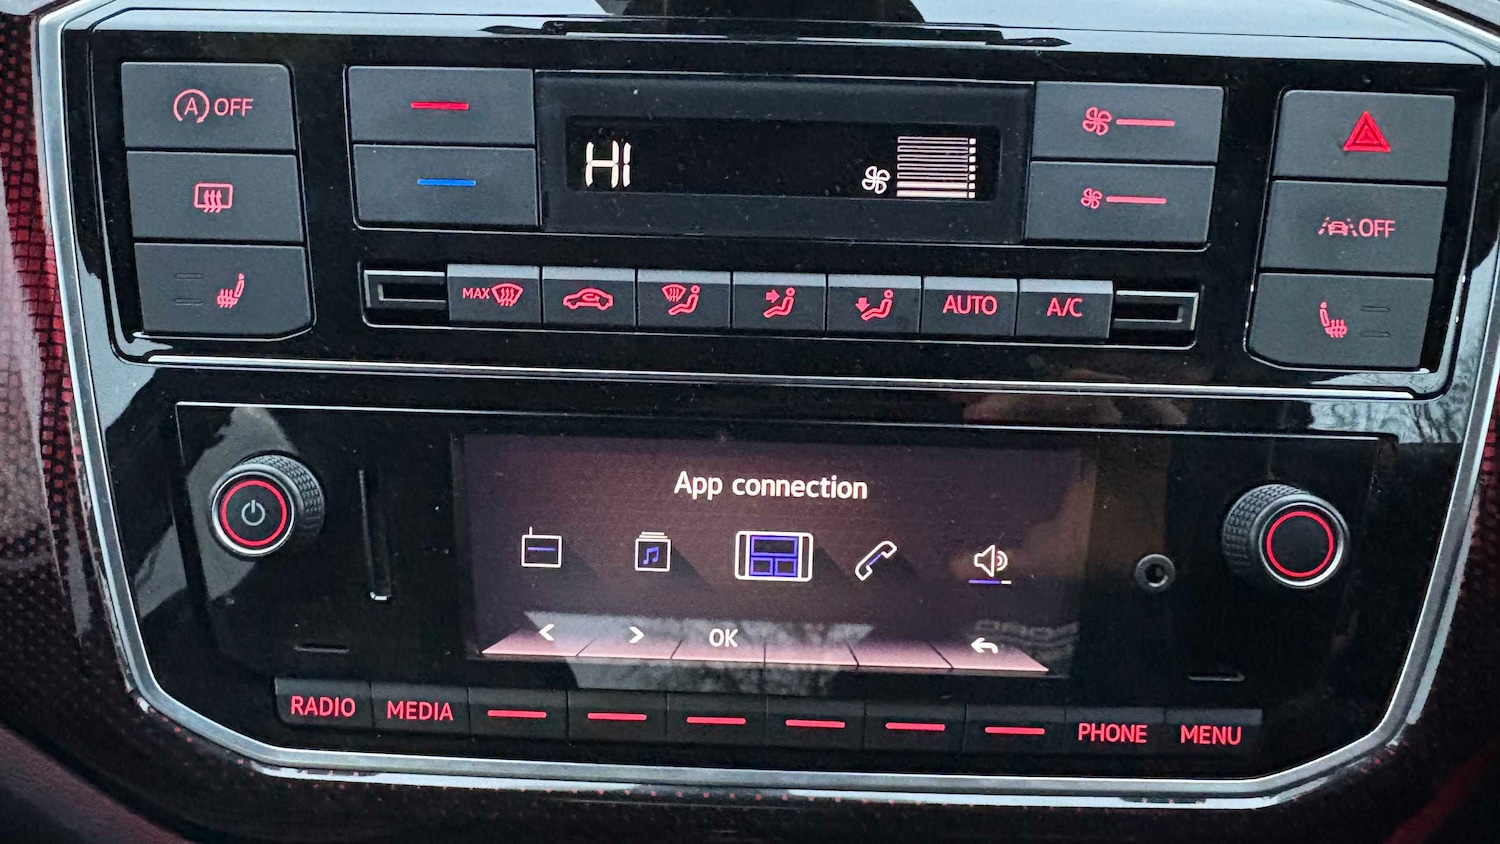 A OFF
HI
OFF
MAX
AUTO
A/C
App connection
OK
RADIO
MEDIA
PHONE
MENU